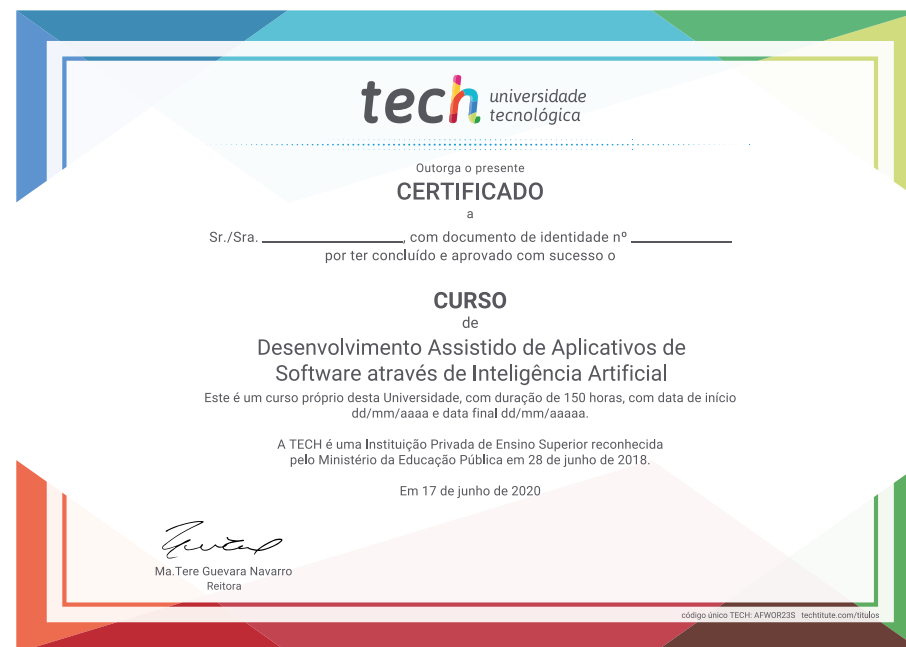 tech universidade
tecnológica
Outorga o presente
CERTIFICADO
a
Sr./Sra. ____________________, com documento de identidade nº ______________
por ter concluído e aprovado com sucesso o
CURSO
de
Desenvolvimento Assistido de Aplicativos de
Software através de Inteligência Artificial
Este é um curso próprio desta Universidade, com duração de 150 horas, com data de início
dd/mm/aaaa e data final dd/mm/aaaaa.
A TECH é uma Instituição Privada de Ensino Superior reconhecida
pelo Ministério da Educação Pública em 28 de junho de 2018.
Em 17 de junho de 2020
Ma.Tere Guevara Navarro
Reitora
código único TECH: AFWOR23S techtitute.com/títulos